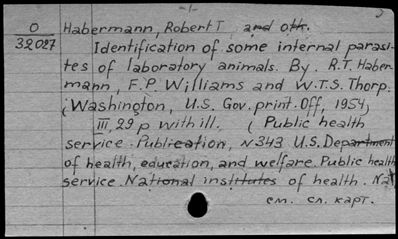 -1-
O
32027
Habermann, Robert T. and oth.
Identification of some internal parasi-
tes of laboratory animals. By. R.T. Haber-
mann, F.P. Williams and W.T.S. Thorp.
(Washington, U.S. Gov. print. Off, 1954)
III, 29 p with ill. (Public health
service. Publication, N343 U.S. Department
of health, education, and welfare. Public health
service. National institutes of health. Nat
см. сл. карт.